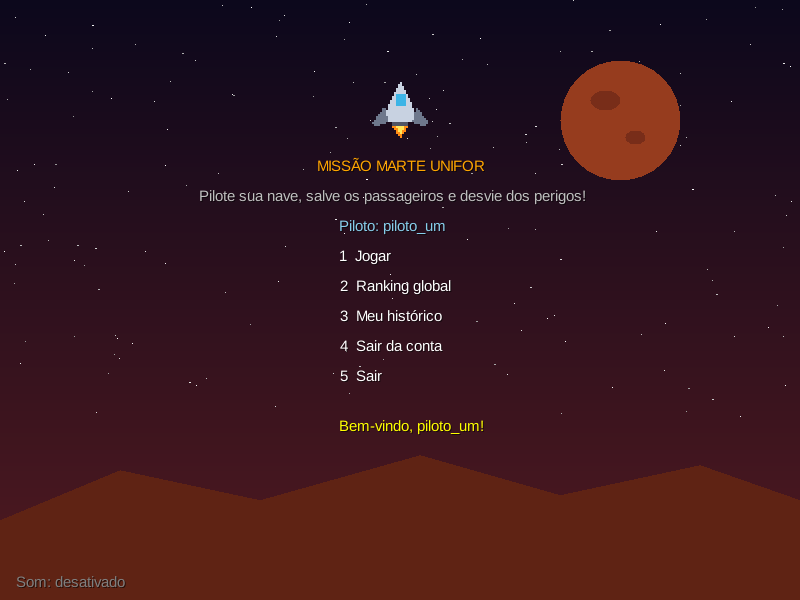 MISSÃO MARTE UNIFOR
Pilote sua nave, salve os passageiros e desvie dos perigos!
Piloto: piloto_um
1 Jogar
2 Ranking global
3 Meu histórico
4 Sair da conta
5 Sair
Bem-vindo, piloto_um!
Som: desativado